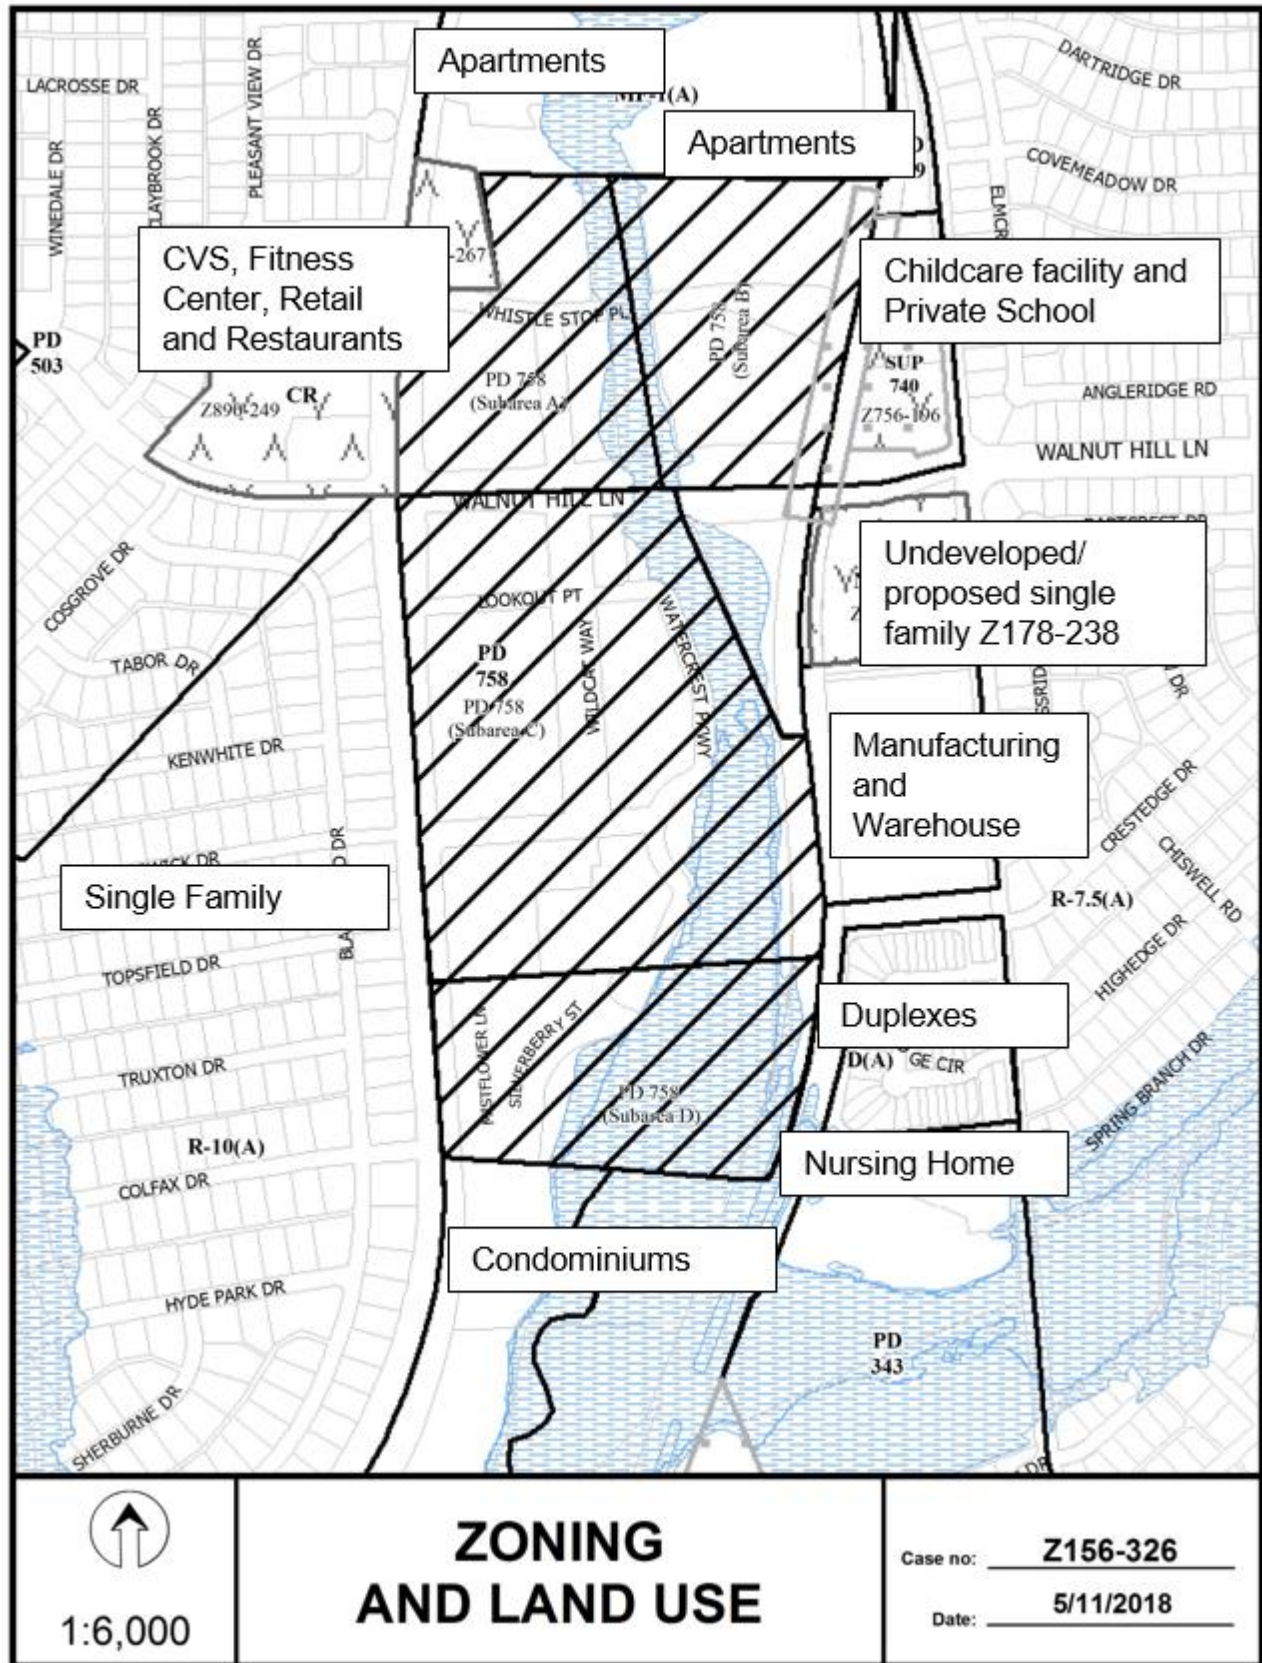 LACROSSE DR
WINEDALE DR
CLAYBROOK DR
PLEASANT VIEW DR
Apartments
MF-1(A)
Apartments
DARTRIDGE DR
COVEMEADOW DR
CVS, Fitness
Center, Retail
and Restaurants
-267
WHISTLE STOP PL
Childcare facility and
Private School
PD
503
PD 758
(Subarea A)
PD 758
(Subarea B)
SUP
740
Z756-196
ANGLERIDGE RD
CR
Z890-249
WALNUT HILL LN
WALNUT HILL LN
COSGROVE DR
Undeveloped/
proposed single
family Z178-238
LOOKOUT PT
WILDCAT WAY
WATERCREST PKWY
TABOR DR
PD
758
PD 758
(Subarea C)
KENWHITE DR
Manufacturing
and
Warehouse
CRESTEDGE DR
CHISWELL RD
Single Family
R-7.5(A)
HIGHEDGE DR
TOPSFIELD DR
MISTFLOWER LN
SILVERBERRY ST
Duplexes
D(A)
GE CIR
TRUXTON DR
PD 758
(Subarea D)
SPRING BRANCH DR
R-10(A)
COLFAX DR
Nursing Home
Condominiums
HYDE PARK DR
PD
343
SHERBURNE DR
1:6,000
ZONING
AND LAND USE
Case no: Z156-326
Date: 5/11/2018